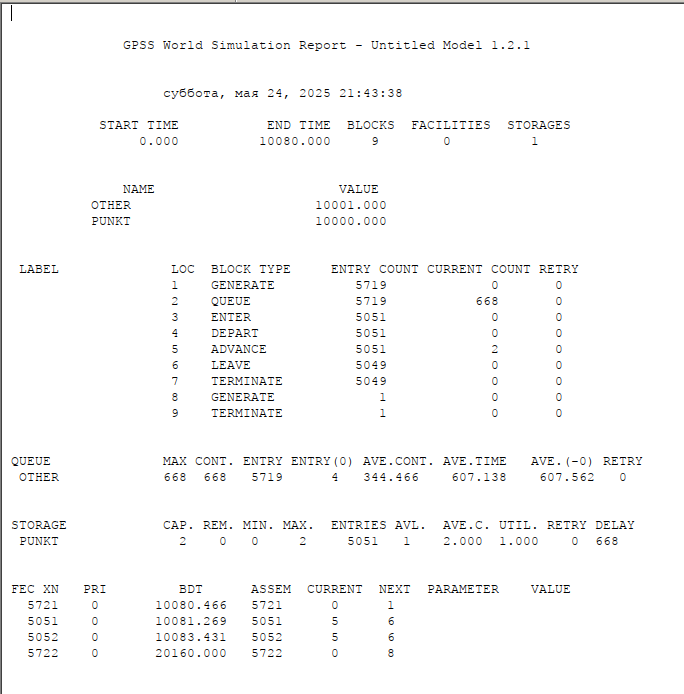 GPSS World Simulation Report - Untitled Model 1.2.1
суббота, мая 24, 2025 21:43:38
START TIME END TIME BLOCKS FACILITIES STORAGES
0.000 10080.000 9 0 1
NAME VALUE
OTHER 10001.000
PUNKT 10000.000
LABEL LOC BLOCK TYPE ENTRY COUNT CURRENT COUNT RETRY
1 GENERATE 5719 0 0
2 QUEUE 5719 668 0
3 ENTER 5051 0 0
4 DEPART 5051 0 0
5 ADVANCE 5051 2 0
6 LEAVE 5049 0 0
7 TERMINATE 5049 0 0
8 GENERATE 1 0 0
9 TERMINATE 1 0 0
QUEUE MAX CONT. ENTRY ENTRY(0) AVE.CONT. AVE.TIME AVE.(-0) RETRY
OTHER 668 668 5719 4 344.466 607.138 607.562 0
STORAGE CAP. REM. MIN. MAX. ENTRIES AVL. AVE.C. UTIL. RETRY DELAY
PUNKT 2 0 0 2 5051 1 2.000 1.000 0 668
FEC XN PRI BDT ASSEM CURRENT NEXT PARAMETER VALUE
5721 0 10080.466 5721 0 1
5051 0 10081.269 5051 5 6
5052 0 10083.431 5052 5 6
5722 0 20160.000 5722 0 8